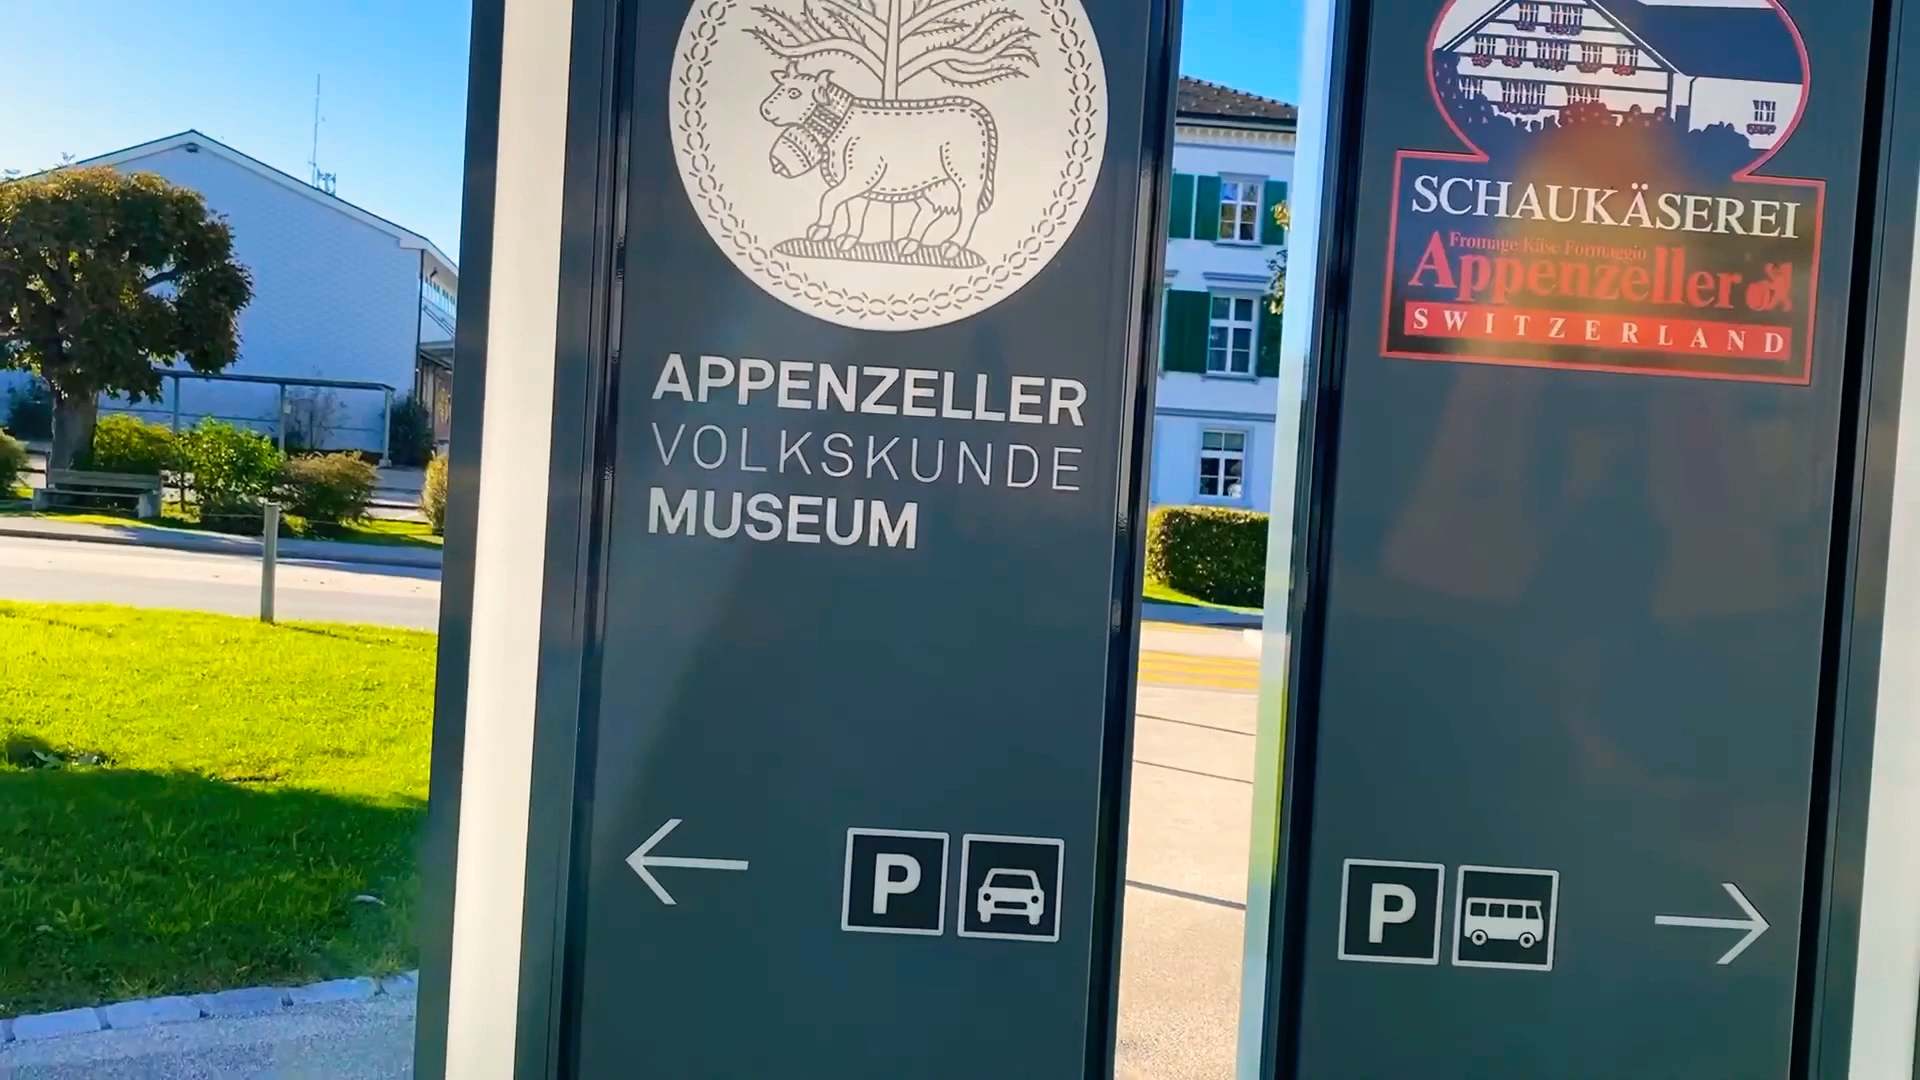 APPENZELLER
VOLKSKUNDE
MUSEUM
P
SCHAUKÄSEREI
Fromage Käse Formaggio
Appenzeller
SWITZERLAND
P